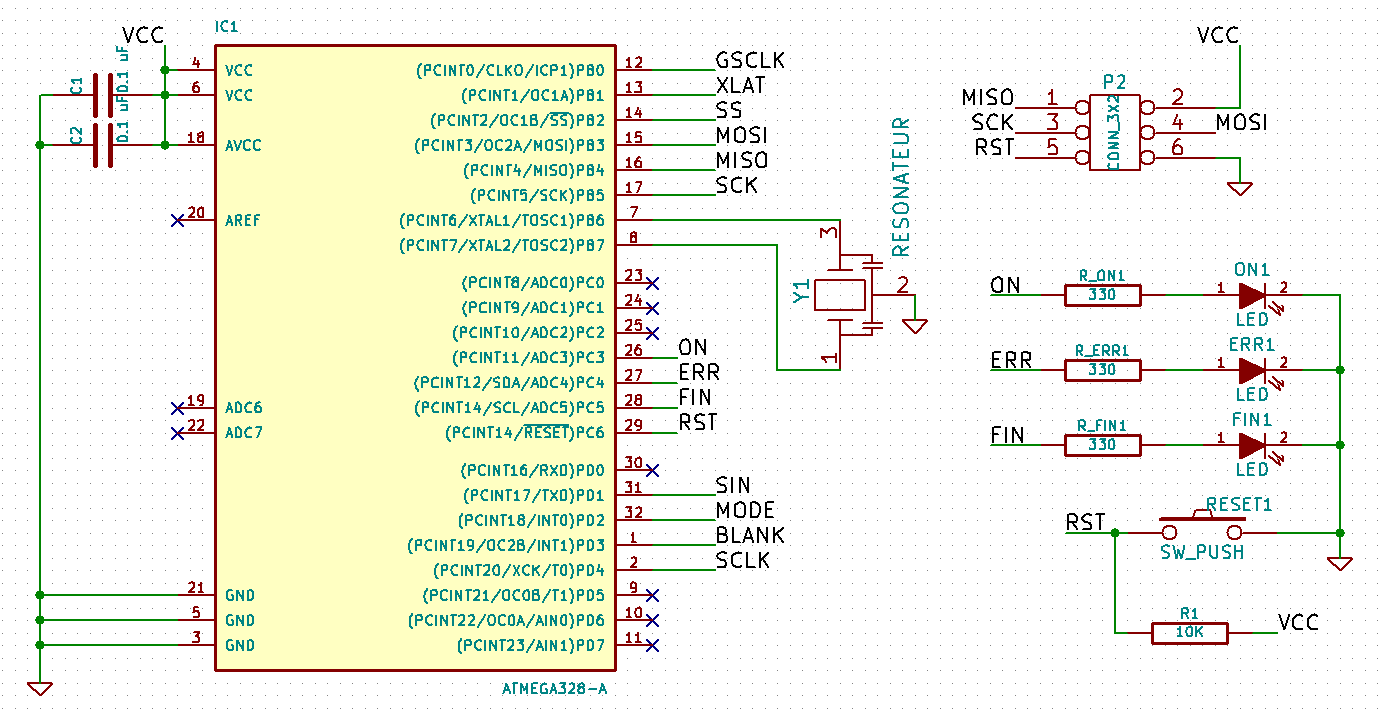 IC1
VCC
C1
0.1 uF
C2
0.1 uF
4 VCC
6 VCC
18 AVCC
20 AREF
19 ADC6
22 ADC7
21 GND
5 GND
3 GND
(PCINT0/CLKO/ICP1)PB0 12 GSCLK
(PCINT1/OC1A)PB1 13 XLAT
(PCINT2/OC1B/SS)PB2 14 SS
(PCINT3/OC2A/MOSI)PB3 15 MOSI
(PCINT4/MISO)PB4 16 MISO
(PCINT5/SCK)PB5 17 SCK
(PCINT6/XTAL1/TOSC1)PB6 7
(PCINT7/XTAL2/TOSC2)PB7 8
(PCINT8/ADC0)PC0 23
(PCINT9/ADC1)PC1 24
(PCINT10/ADC2)PC2 25
(PCINT11/ADC3)PC3 26 ON
(PCINT12/SDA/ADC4)PC4 27 ERR
(PCINT14/SCL/ADC5)PC5 28 FIN
(PCINT14/RESET)PC6 29 RST
(PCINT16/RXD)PD0 30
(PCINT17/TXD)PD1 31 SIN
(PCINT18/INT0)PD2 32 MODE
(PCINT19/OC2B/INT1)PD3 1 BLANK
(PCINT20/XCK/T0)PD4 2 SCLK
(PCINT21/OC0B/T1)PD5 9
(PCINT22/OC0A/AIN0)PD6 10
(PCINT23/AIN1)PD7 11
ATMEGA328-A
RESONATEUR
Y1
3
2
1
VCC
P2
CONN_3X2
MISO 1 2
SCK 3 4 MOSI
RST 5 6
ON1
R_ON1
ON 330 1 2
LED
ERR1
R_ERR1
ERR 330 1 2
LED
FIN1
R_FIN1
FIN 330 1 2
LED
RESET1
RST
SW_PUSH
R1
10K VCC